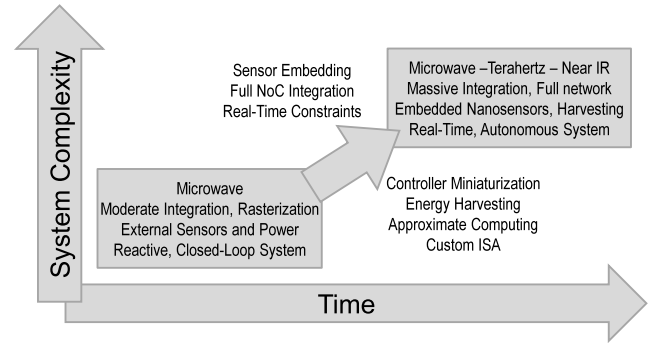 System Complexity
Sensor Embedding
Full NoC Integration
Real-Time Constraints
Microwave –Terahertz – Near IR
Massive Integration, Full network
Embedded Nanosensors, Harvesting
Real-Time, Autonomous System
Microwave
Moderate Integration, Rasterization
External Sensors and Power
Reactive, Closed-Loop System
Controller Miniaturization
Energy Harvesting
Approximate Computing
Custom ISA
Time